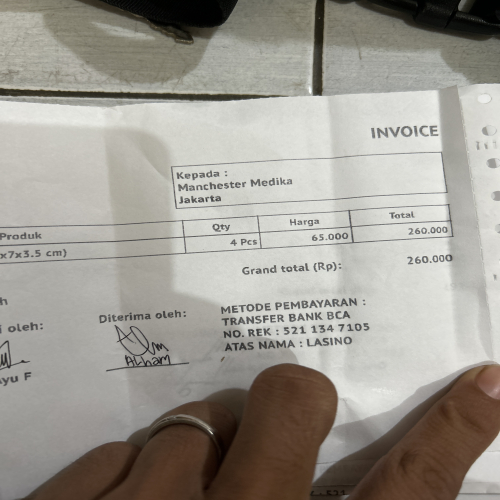 INVOICE
Kepada :
Manchester Medika
Jakarta
Produk Qty Harga Total
x7x3.5 cm) 4 Pcs 65.000 260.000
Grand total (Rp): 260.000
h
i oleh:
yu F
Diterima oleh:
Alham
METODE PEMBAYARAN :
TRANSFER BANK BCA
NO. REK : 521 134 7105
ATAS NAMA : LASINO